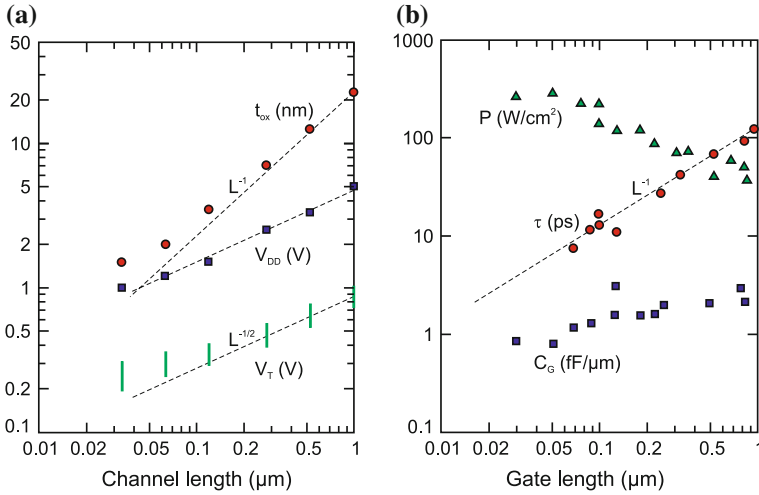 (a)
50
20
10
5
2
1
0.5
0.2
0.1
t_ox (nm)
L^-1
V_DD (V)
L^-1/2
V_T (V)
0.01 0.02 0.05 0.1 0.2 0.5 1
Channel length (µm)
(b)
1000
100
10
1
0.1
P (W/cm²)
L^-1
τ (ps)
C_G (fF/µm)
0.01 0.02 0.05 0.1 0.2 0.5 1
Gate length (µm)